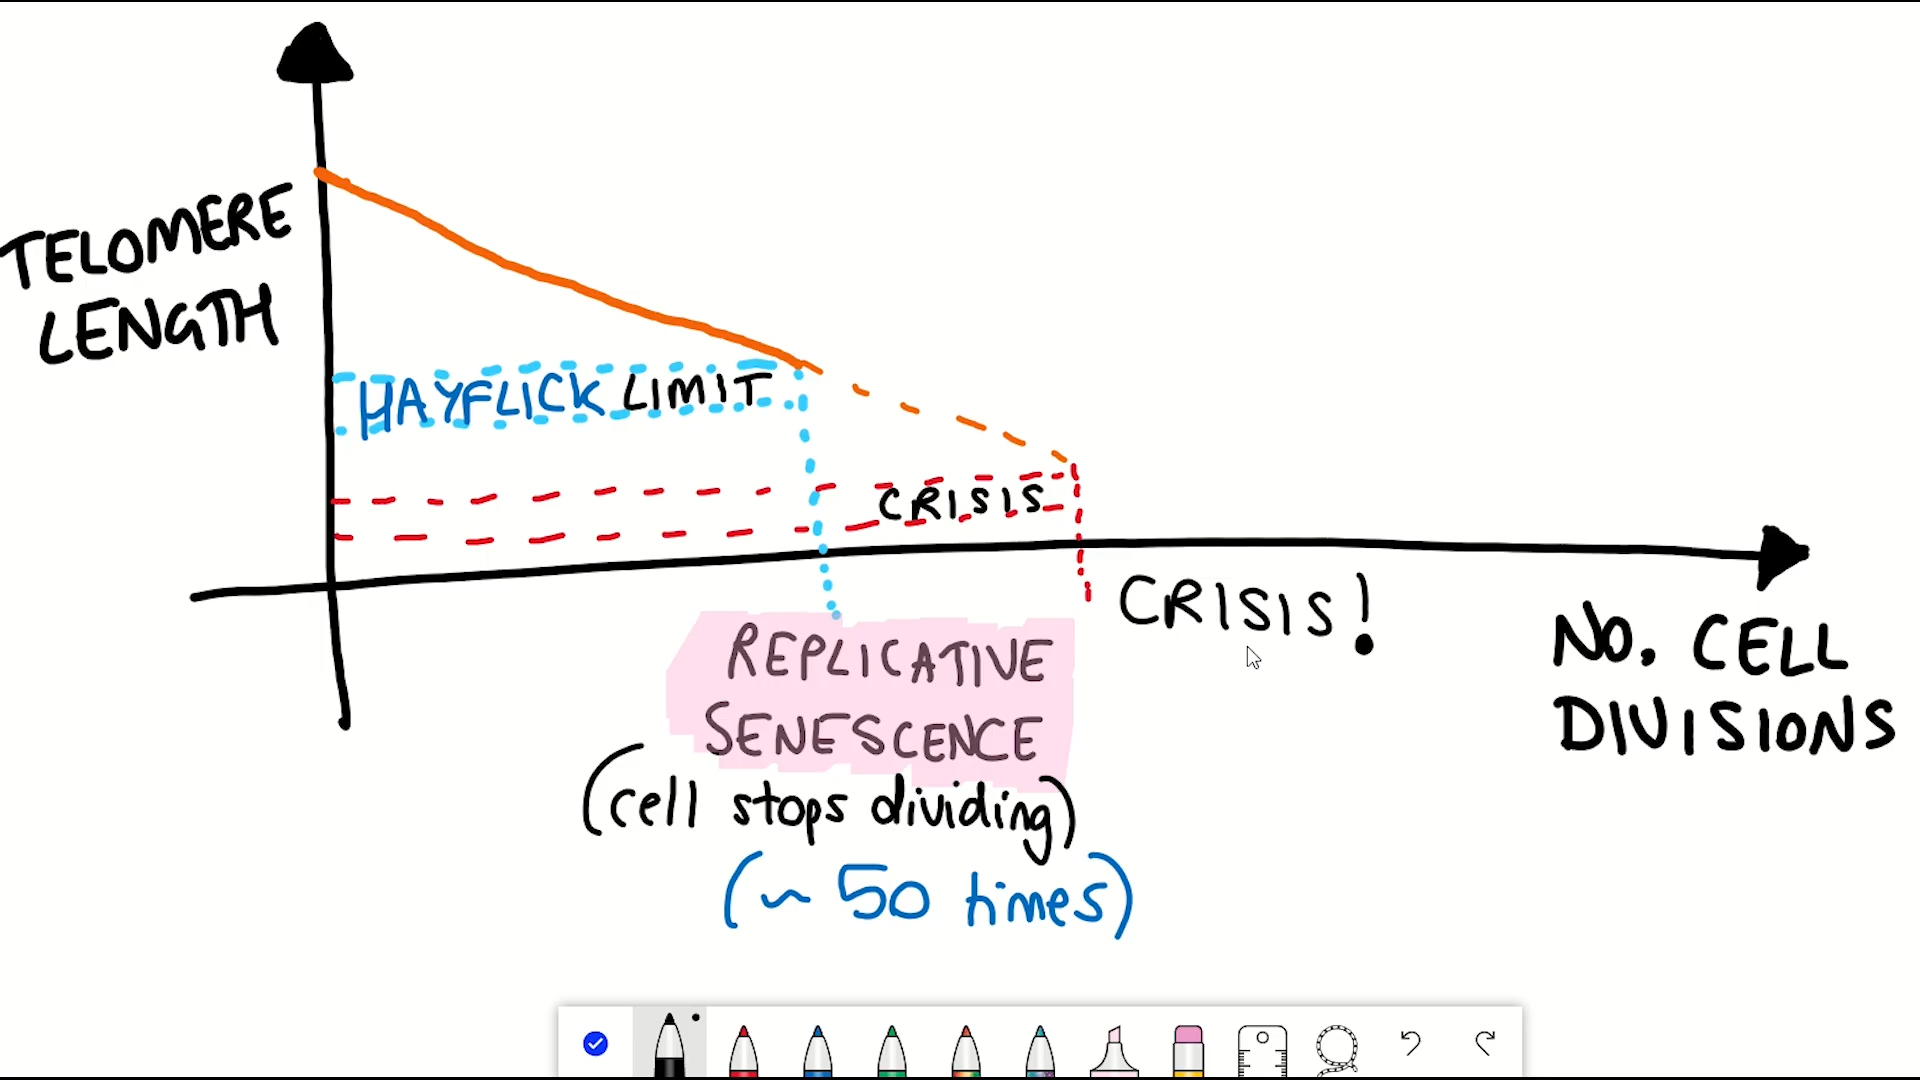 TELOMERE
LENGTH
HAYFLICK LIMIT
CRISIS
CRISIS!
REPLICATIVE
SENESCENCE
(cell stops dividing)
(~ 50 times)
No. CELL
DIVISIONS